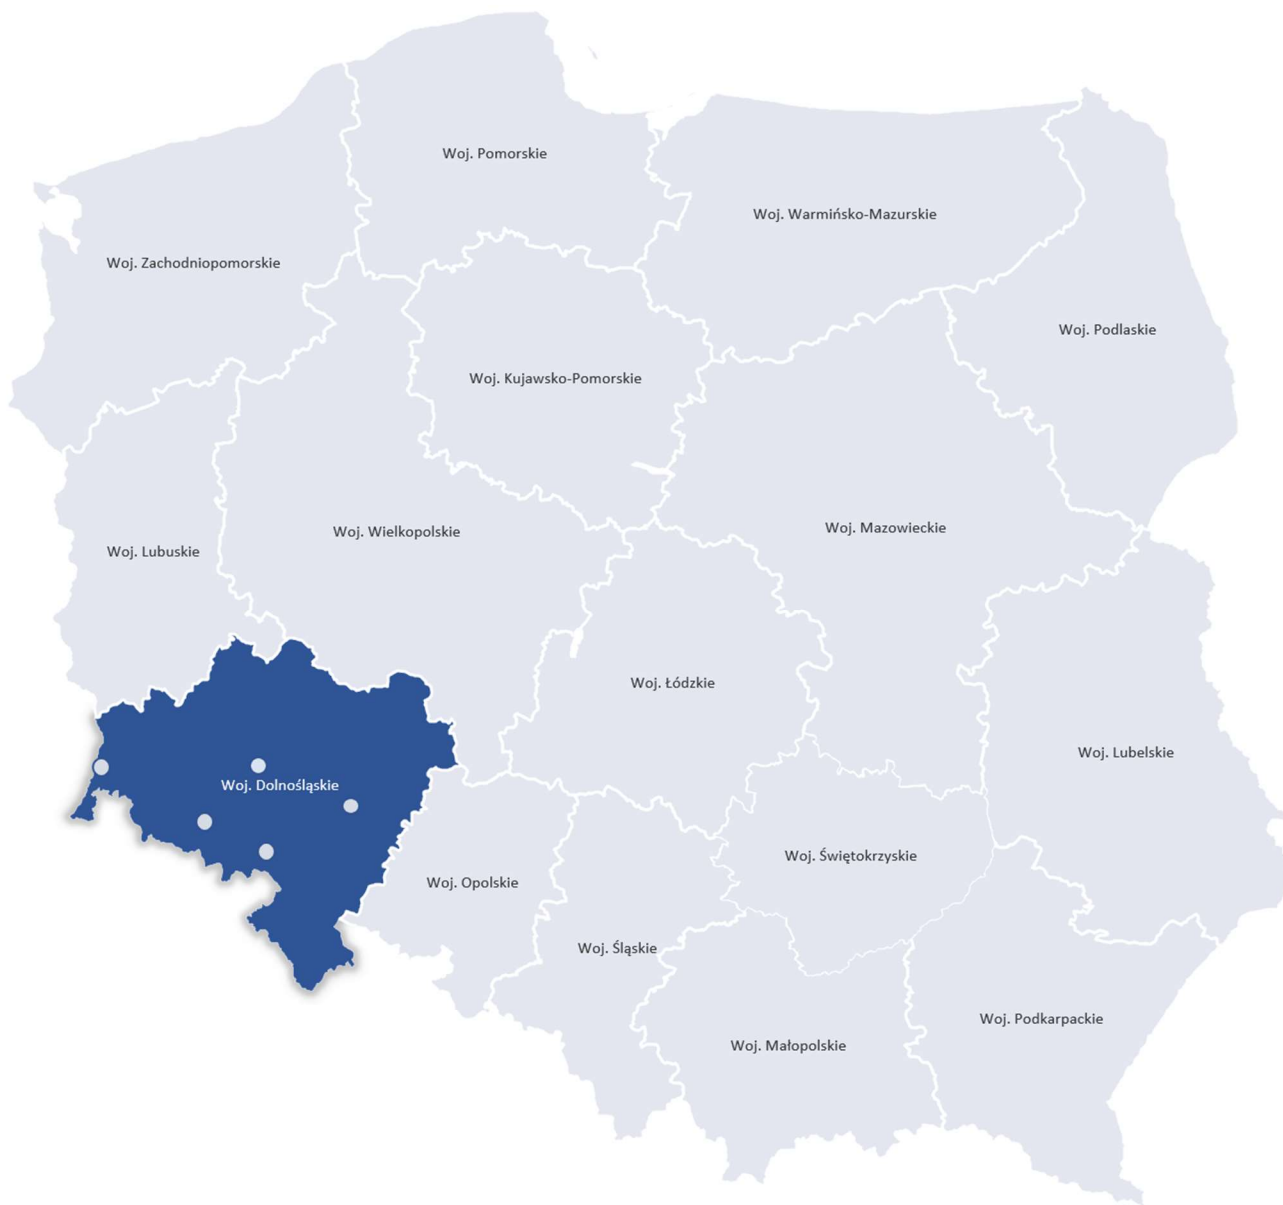 Woj. Pomorskie
Woj. Warmińsko-Mazurskie
Woj. Zachodniopomorskie
Woj. Podlaskie
Woj. Kujawsko-Pomorskie
Woj. Mazowieckie
Woj. Wielkopolskie
Woj. Lubuskie
Woj. Łódzkie
Woj. Lubelskie
Woj. Dolnośląskie
Woj. Świętokrzyskie
Woj. Opolskie
Woj. Śląskie
Woj. Podkarpackie
Woj. Małopolskie